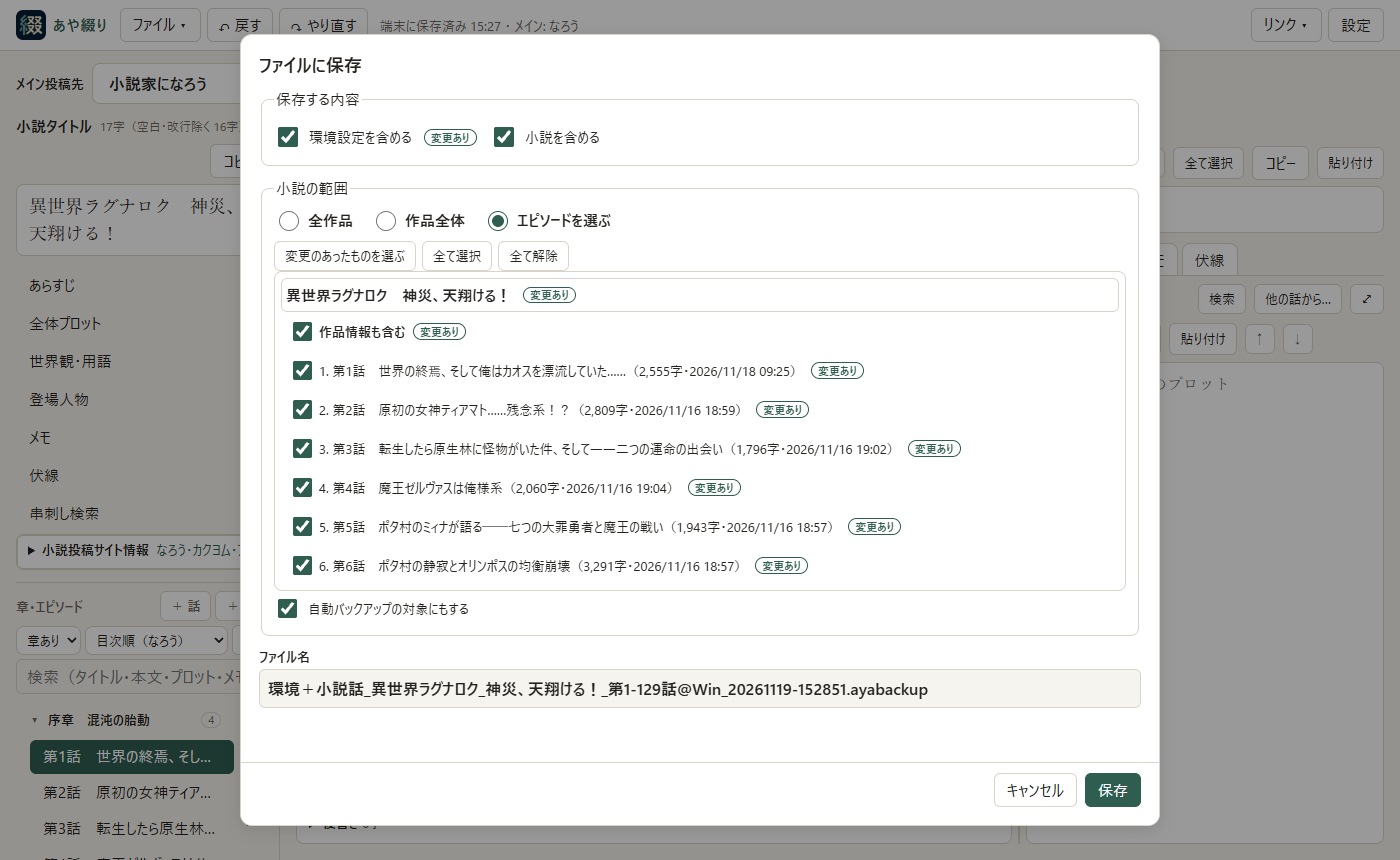 綴 あや綴り ファイル ▾ 戻す やり直す 端末に保存済み 15:27・メイン: なろう リンク ▾ 設定
メイン投稿先 小説家になろう
小説タイトル 17字（空白・改行除く16字
全て選択 コピー 貼り付け
異世界ラグナロク　神災、
天翔ける！
あらすじ
全体プロット
世界観・用語
登場人物
メモ
伏線
串刺し検索
▶ 小説投稿サイト情報 なろう・カクヨム・
章・エピソード ＋ 話 ＋
章あり 目次順（なろう）
検索（タイトル・本文・プロット・メモ
▾ 序章　混沌の胎動 4
第1話　世界の終焉、そし...
第2話　原初の女神ティア...
第3話　転生したら原生林...
ファイルに保存
保存する内容
環境設定を含める 変更あり 小説を含める
小説の範囲
全作品 作品全体 エピソードを選ぶ
変更のあったものを選ぶ 全て選択 全て解除
異世界ラグナロク　神災、天翔ける！ 変更あり
作品情報も含む 変更あり
1. 第1話　世界の終焉、そして俺はカオスを漂流していた……（2,555字・2026/11/18 09:25） 変更あり
2. 第2話　原初の女神ティアマト……残念系！？（2,809字・2026/11/16 18:59） 変更あり
3. 第3話　転生したら原生林に怪物がいた件、そして一一二つの運命の出会い（1,796字・2026/11/16 19:02） 変更あり
4. 第4話　魔王ゼルヴァスは俺様系（2,060字・2026/11/16 19:04） 変更あり
5. 第5話　ポタ村のミィナが語る──七つの大罪勇者と魔王の戦い（1,943字・2026/11/16 18:57） 変更あり
6. 第6話　ポタ村の静寂とオリンポスの均衡崩壊（3,291字・2026/11/16 18:57） 変更あり
自動バックアップの対象にもする
ファイル名
環境＋小説話_異世界ラグナロク_神災、天翔ける！_第1-129話@Win_20261119-152851.ayabackup
キャンセル 保存
伏線
検索 他の話から... ⤢
貼り付け ↑ ↓
のプロット